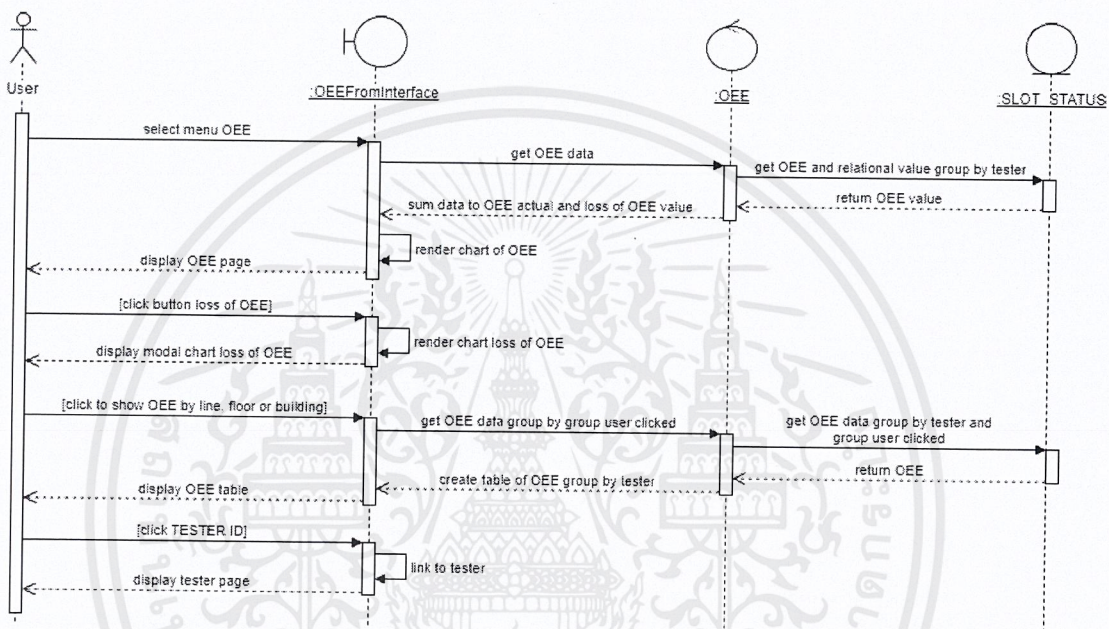 User
:OEEFromInterface
:OEE
:SLOT_STATUS
select menu OEE
get OEE data
get OEE and relational value group by tester
return OEE value
sum data to OEE actual and loss of OEE value
render chart of OEE
display OEE page
[click button loss of OEE]
render chart loss of OEE
display modal chart loss of OEE
[click to show OEE by line, floor or building]
get OEE data group by group user clicked
get OEE data group by tester and
group user clicked
return OEE
create table of OEE group by tester
display OEE table
[click TESTER ID]
link to tester
display tester page